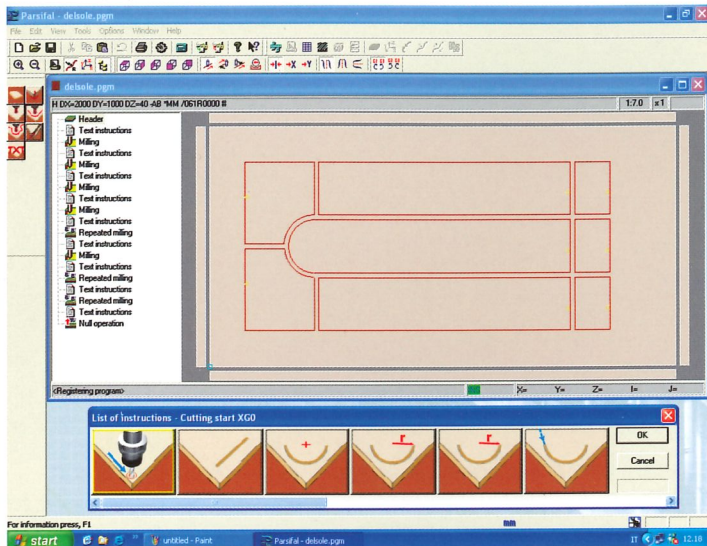 Parsifal - delsole.pgm
File Edit View Tools Options Window Help
delsole.pgm
H DX=2000 DY=1000 DZ=40 -AB *MM /061R0000 #
1:7.0 x1
Header
Text instructions
Milling
Text instructions
Milling
Text instructions
Milling
Text instructions
Milling
Text instructions
Repeated milling
Text instructions
Milling
Text instructions
Repeated milling
Text instructions
Repeated milling
Text instructions
Null operation
<Registering program>
X= Y= Z= I= J=
List of instructions - Cutting start XG0
r
r
OK
Cancel
For information press, F1
mm
start
untitled - Paint
Parsifal - delsole.pgm
IT
12.18